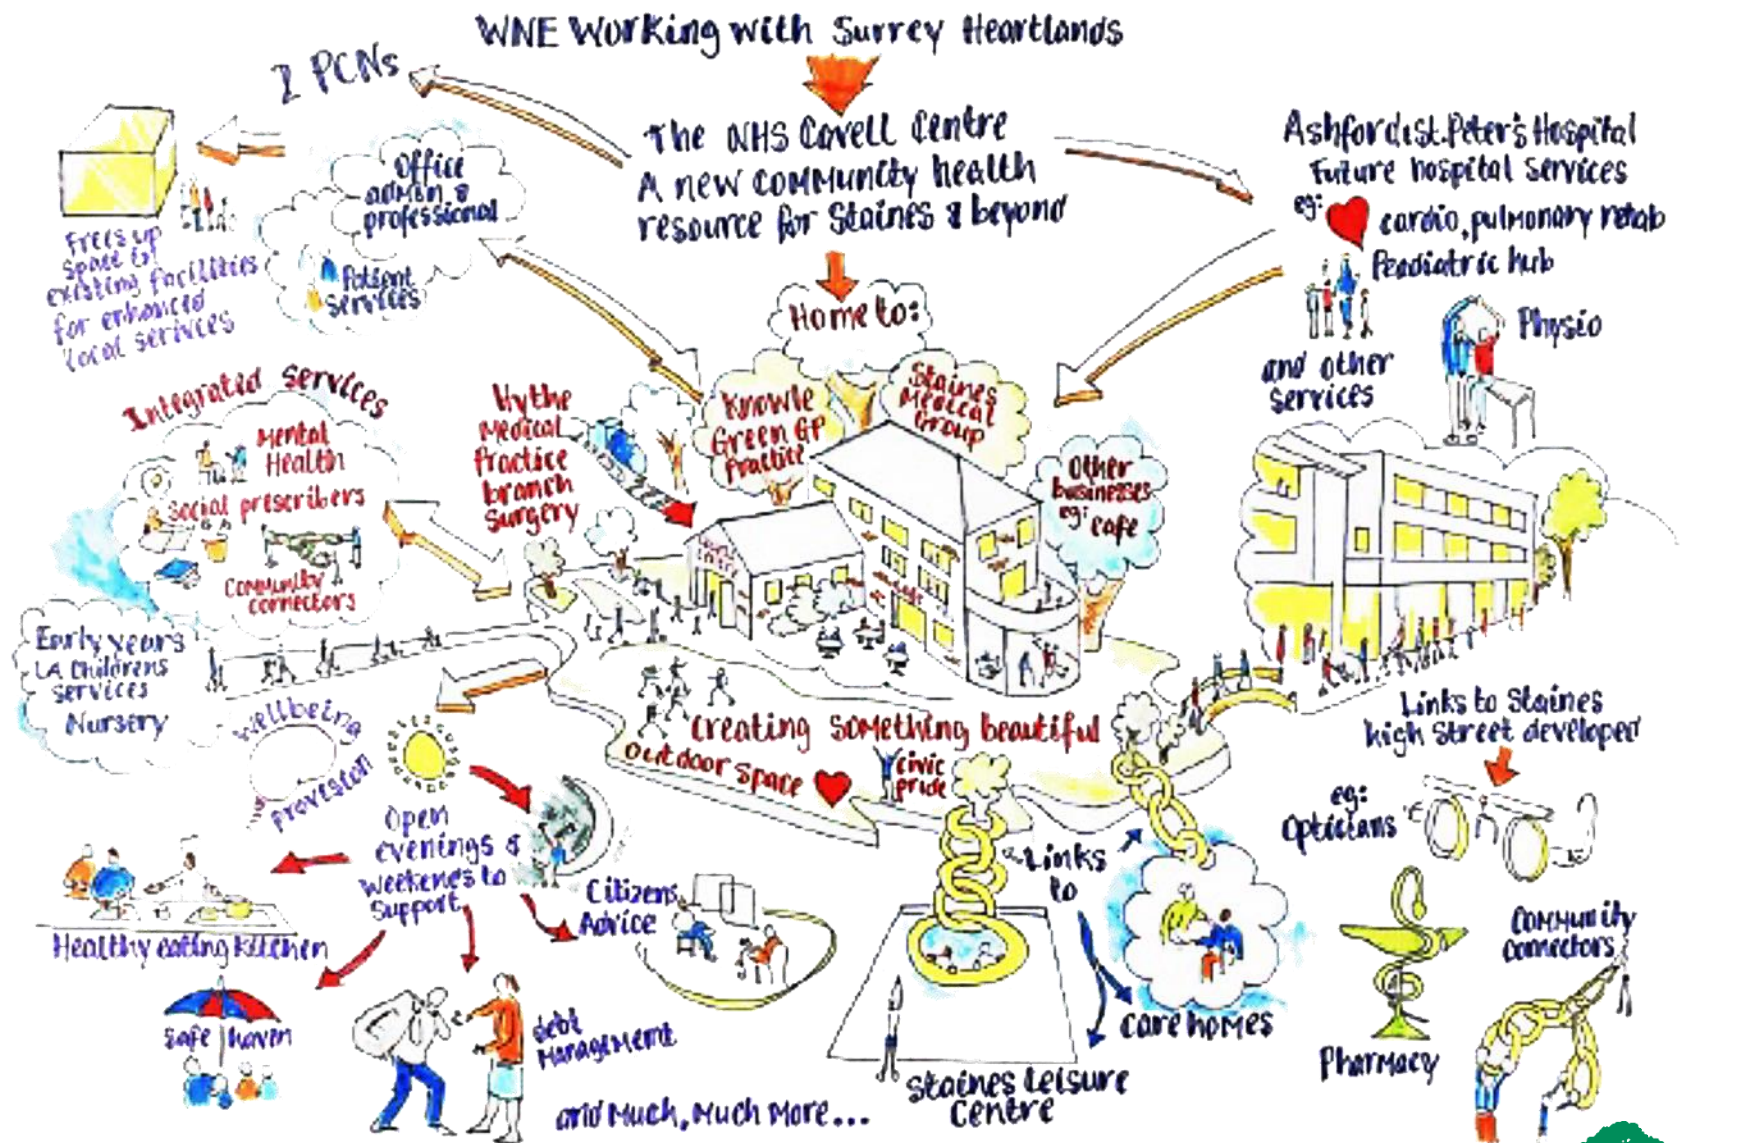 WNE Working with Surrey Heartlands
2 PCNs
The NHS Cavell Centre
A new community health
resource for Staines & beyond
Ashford & St. Peter's Hospital
Future hospital services
eg: cardio, pulmonary rehab
Peadiatric hub
Physio
and other
services
Office
admin &
professional
Patient
services
Frees up
space of
existing facilities
for enhanced
local serivces
Home to:
Knowle
Green GP
Practice
Staines
Medical
Group
Other
businesses
eg: cafe
Hythe
Medical
Practice
branch
Surgery
Integrated services
Mental
Health
Social prescribers
Community
connectors
Early years
LA Childrens
services
Nursery
Wellbeing
provision
Creating something beautiful
Outdoor space
civic
pride
Links to Staines
high Street developed
eg:
Opticians
Community
connectors
Pharmacy
Open
evenings &
weekends to
support
Healthy eating kitchen
Safe haven
Citizens
Advice
debt
management
Links
to
Care homes
Staines Leisure
Centre
and Much, Much More...